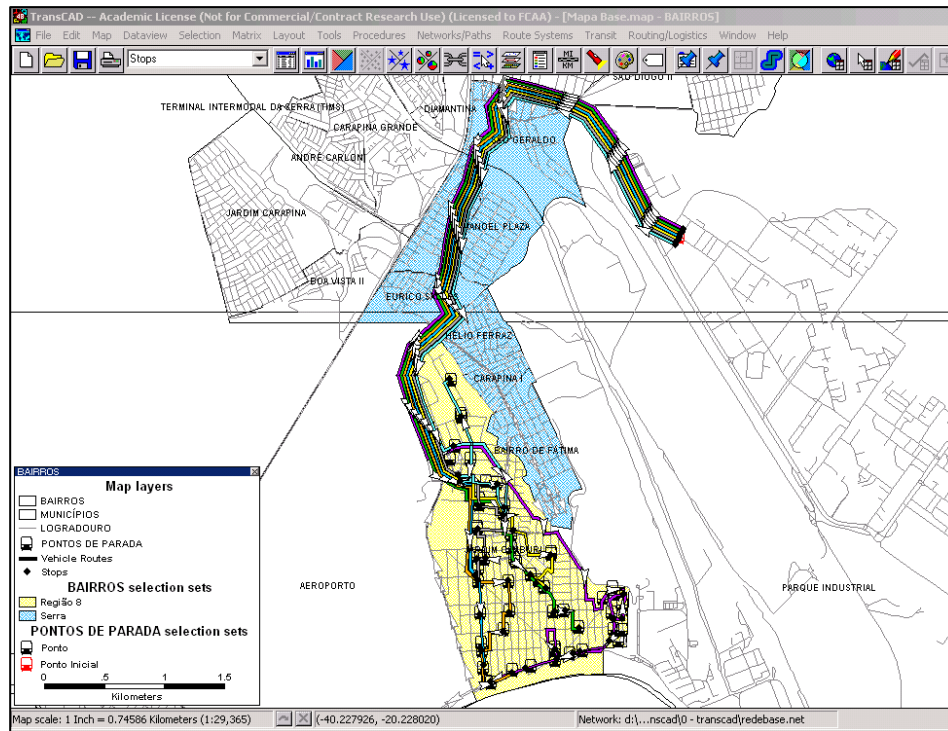 TransCAD -- Academic License (Not for Commercial/Contract Research Use) (Licensed to FCAA) - [Mapa Base.map - BAIRROS]
File Edit Map Dataview Selection Matrix Layout Tools Procedures Networks/Paths Route Systems Transit Routing/Logistics Window Help
Stops
MI
KM
SÃO DIOGO II
TERMINAL INTERMODAL DA SERRA (TIMS)
DIAMANTINA
CARAPINA GRANDE
GERALDO
ANDRÉ CARLONI
JARDIM CARAPINA
MANOEL PLAZA
BOA VISTA II
EURICO SALLES
HÉLIO FERRAZ
CARAPINA I
BAIRRO DE FÁTIMA
JARDIM CAMBURI
AEROPORTO
PARQUE INDUSTRIAL
BAIRROS
Map layers
BAIRROS
MUNICÍPIOS
LOGRADOURO
PONTOS DE PARADA
Vehicle Routes
Stops
BAIRROS selection sets
Região 8
Serra
PONTOS DE PARADA selection sets
Ponto
Ponto Inicial
0 .5 1 1.5
Kilometers
Map scale: 1 Inch = 0.74586 Kilometers (1:29,365) (-40.227926, -20.228020) Network: d:\...nscad\0 - transcad\redebase.net